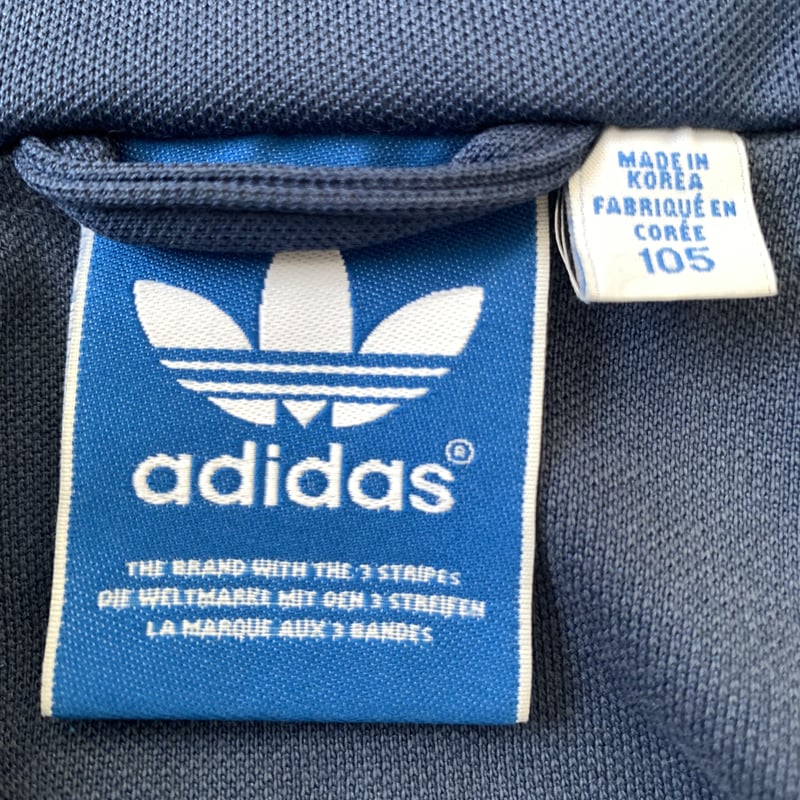 MADE IN
KOREA
FABRIQUÉ EN
CORÉE
105
adidas®
THE BRAND WITH THE 3 STRIPES
DIE WELTMARKE MIT DEN 3 STREIFEN
LA MARQUE AUX 3 BANDES